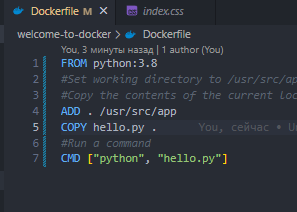 Dockerfile M
index.css
welcome-to-docker > Dockerfile
You, 3 минуты назад | 1 author (You)
1 FROM python:3.8
2 #Set working directory to /usr/src/ap
3 #Copy the contents of the current loc
4 ADD . /usr/src/app
5 COPY hello.py . You, сейчас •
6 #Run a command
7 CMD ["python", "hello.py"]